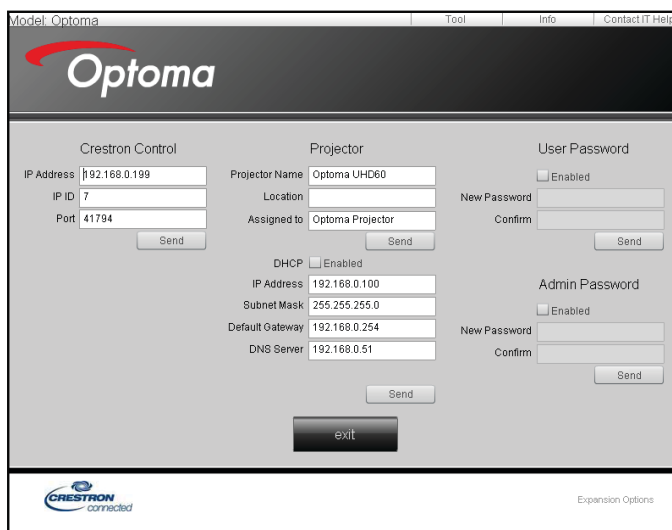 Model: Optoma
Tool
Info
Contact IT Help
Optoma
Crestron Control
IP Address 192.168.0.199
IP ID 7
Port 41794
Send
Projector
Projector Name Optoma UHD60
Location
Assigned to Optoma Projector
Send
DHCP Enabled
IP Address 192.168.0.100
Subnet Mask 255.255.255.0
Default Gateway 192.168.0.254
DNS Server 192.168.0.51
Send
User Password
Enabled
New Password
Confirm
Send
Admin Password
Enabled
New Password
Confirm
Send
exit
CRESTRON
connected
Expansion Options